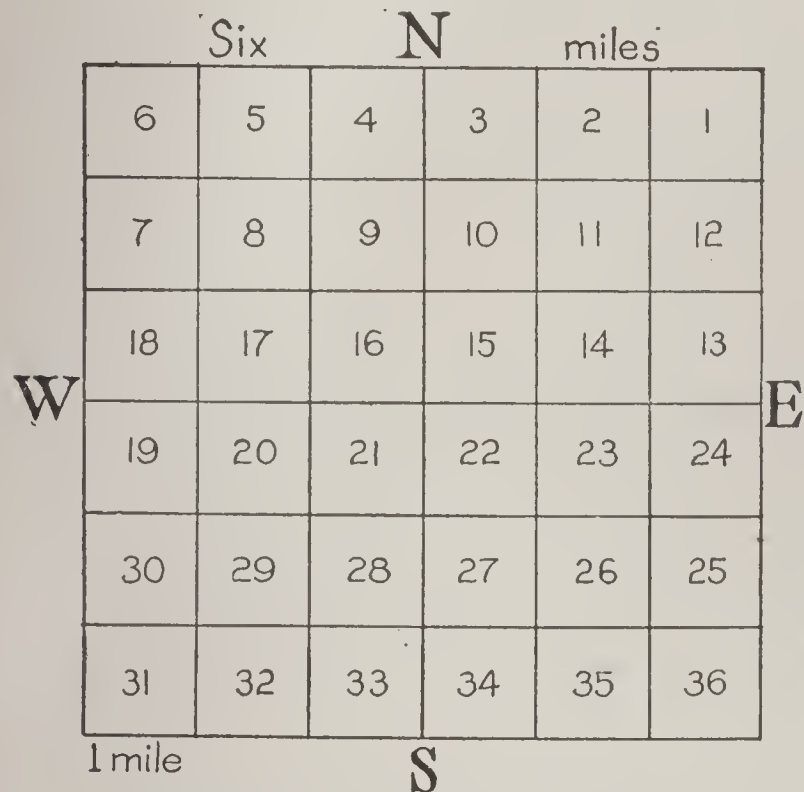 Six N miles
6 5 4 3 2 1
7 8 9 10 11 12
18 17 16 15 14 13
W E
19 20 21 22 23 24
30 29 28 27 26 25
31 32 33 34 35 36
1 mile S